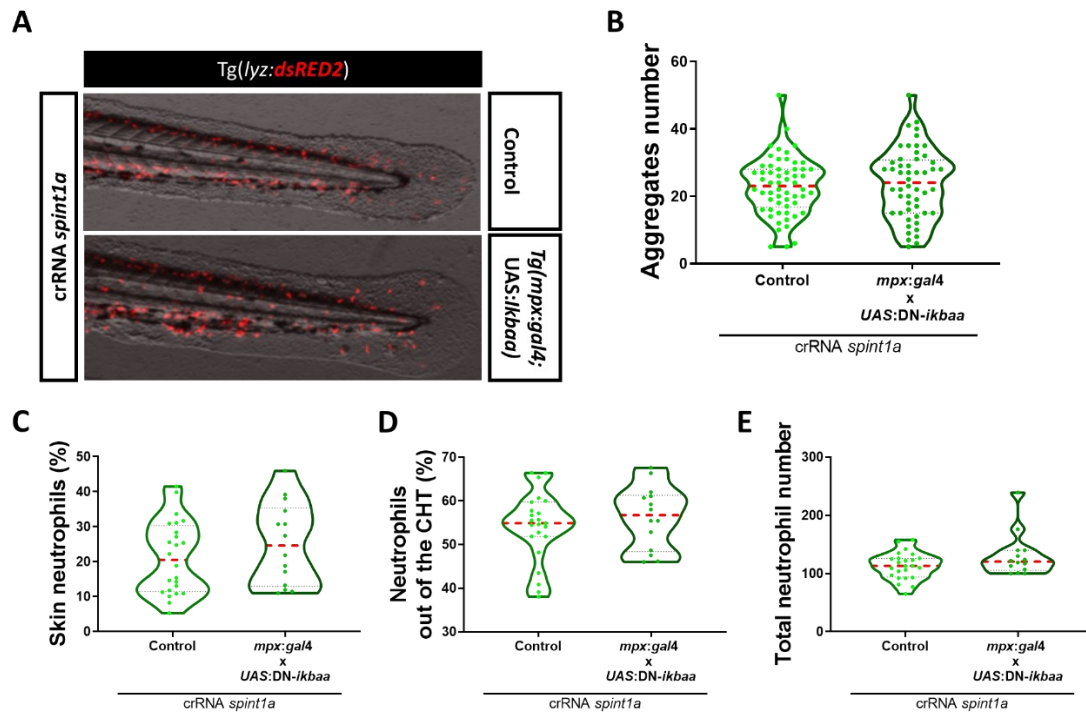 A
Tg(lyz:dsRED2)
crRNA spint1a
Control
Tg(mpx:gal4;
UAS:ikbaa)
B
Aggregates number
60
40
20
0
Control
mpx:gal4
x
UAS:DN-ikbaa
crRNA spint1a
C
Skin neutrophils (%)
50
40
30
20
10
0
Control
mpx:gal4
x
UAS:DN-ikbaa
crRNA spint1a
D
Neutrophils
out of the CHT (%)
70
60
50
40
30
Control
mpx:gal4
x
UAS:DN-ikbaa
crRNA spint1a
E
Total neutrophil number
300
200
100
0
Control
mpx:gal4
x
UAS:DN-ikbaa
crRNA spint1a